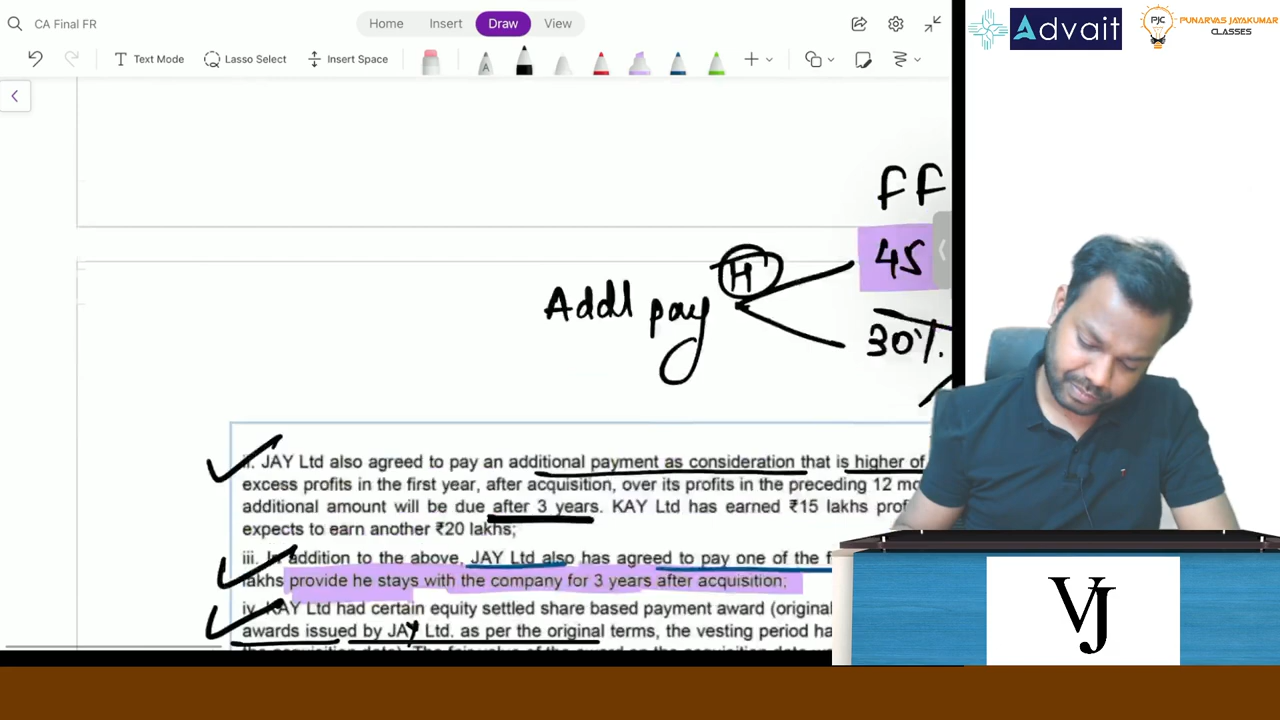 CA Final FR
Home Insert Draw View
Advait
PJC PUNARVAS JAYAKUMAR
CLASSES
Text Mode Lasso Select Insert Space
FF
45
H
Addl pay
30%.
ii. JAY Ltd also agreed to pay an additional payment as consideration that is higher of
excess profits in the first year, after acquisition, over its profits in the preceding 12 mo
additional amount will be due after 3 years. KAY Ltd has earned ₹15 lakhs prof
expects to earn another ₹20 lakhs;
iii. In addition to the above, JAY Ltd also has agreed to pay one of the f
lakhs provide he stays with the company for 3 years after acquisition;
iv. KAY Ltd had certain equity settled share based payment award (original
awards issued by JAY Ltd. as per the original terms, the vesting period ha
VJ